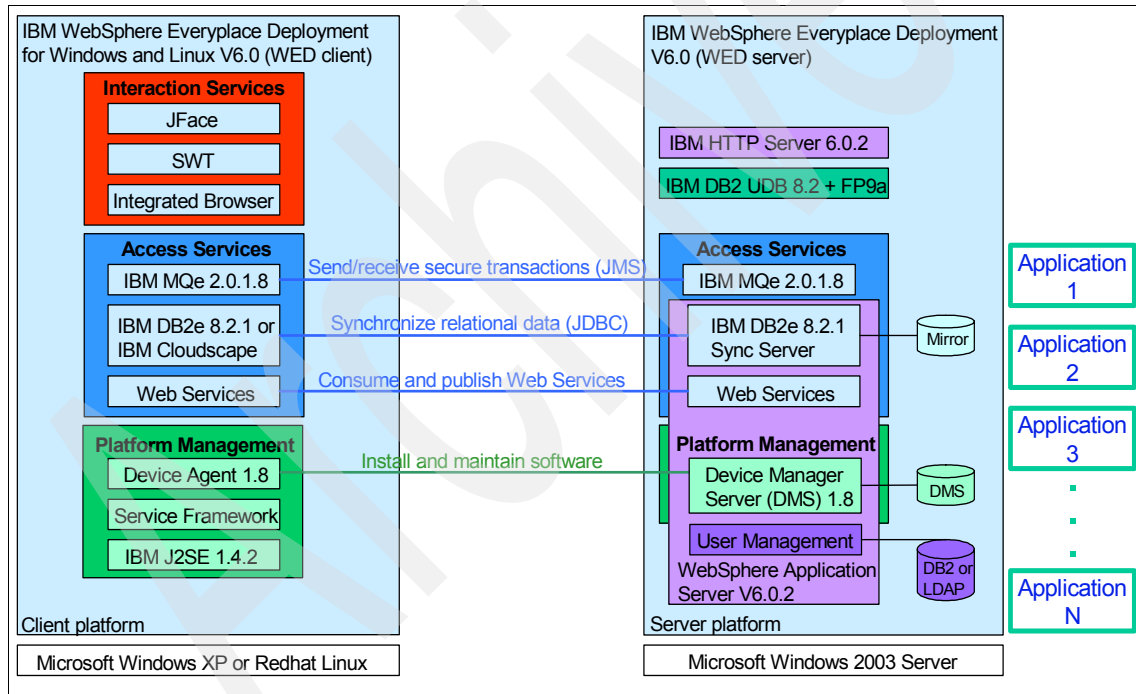 IBM WebSphere Everyplace Deployment
for Windows and Linux V6.0 (WED client)
Interaction Services
JFace
SWT
Integrated Browser
Access Services
IBM MQe 2.0.1.8
IBM DB2e 8.2.1 or
IBM Cloudscape
Web Services
Platform Management
Device Agent 1.8
Service Framework
IBM J2SE 1.4.2
Client platform
Microsoft Windows XP or Redhat Linux
Send/receive secure transactions (JMS)
Synchronize relational data (JDBC)
Consume and publish Web Services
Install and maintain software
IBM WebSphere Everyplace Deployment
V6.0 (WED server)
IBM HTTP Server 6.0.2
IBM DB2 UDB 8.2 + FP9a
Access Services
IBM MQe 2.0.1.8
IBM DB2e 8.2.1
Sync Server
Mirror
Web Services
Platform Management
Device Manager
Server (DMS) 1.8
DMS
User Management
DB2 or
LDAP
WebSphere Application
Server V6.0.2
Server platform
Microsoft Windows 2003 Server
Application
1
Application
2
Application
3
.
.
.
Application
N
Archive